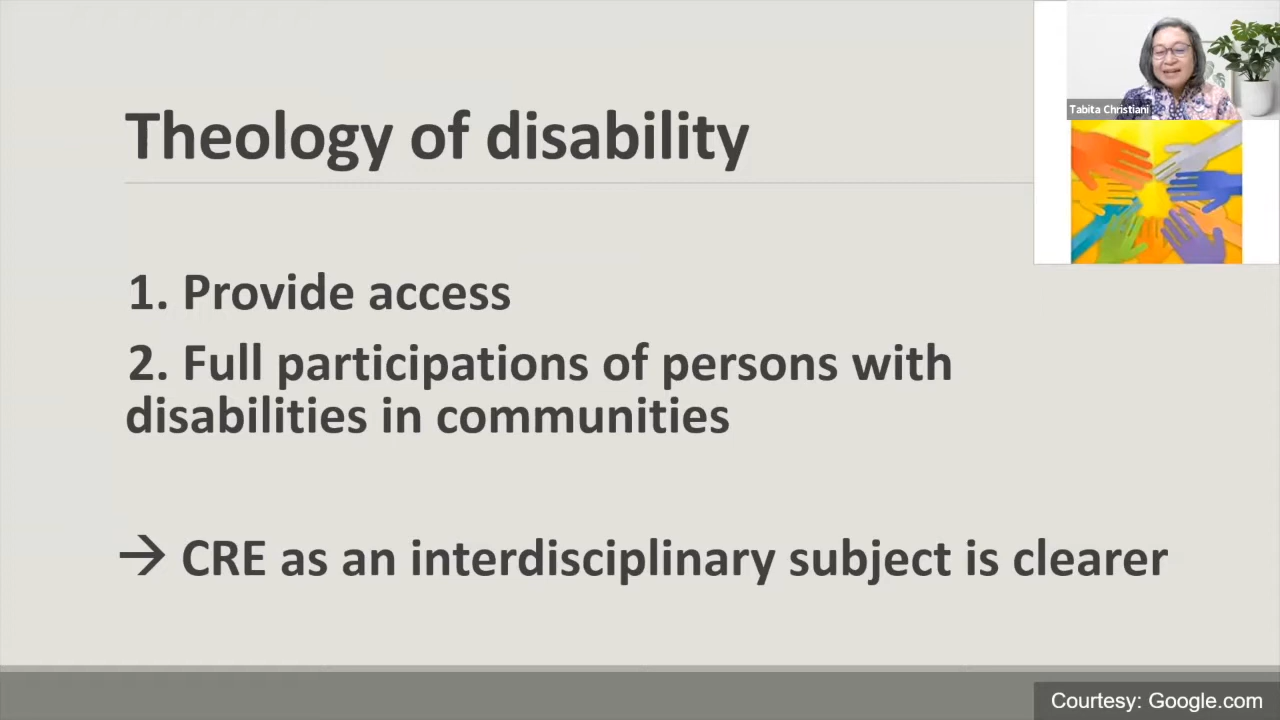 Tabita Christiani
Theology of disability
1. Provide access
2. Full participations of persons with
disabilities in communities
→ CRE as an interdisciplinary subject is clearer
Courtesy: Google.com